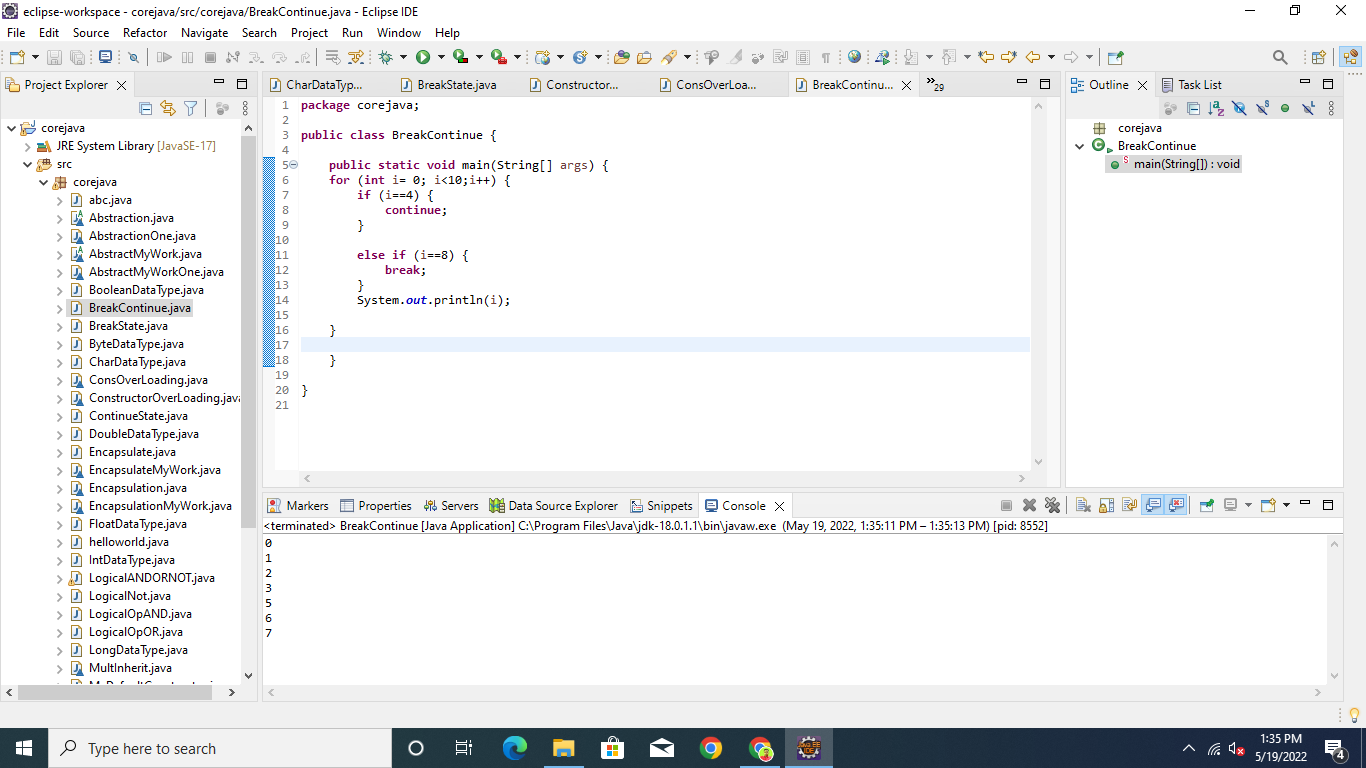 eclipse-workspace - corejava/src/corejava/BreakContinue.java - Eclipse IDE
File Edit Source Refactor Navigate Search Project Run Window Help
Project Explorer
corejava
JRE System Library [JavaSE-17]
src
corejava
abc.java
Abstraction.java
AbstractionOne.java
AbstractMyWork.java
AbstractMyWorkOne.java
BooleanDataType.java
BreakContinue.java
BreakState.java
ByteDataType.java
CharDataType.java
ConsOverLoading.java
ConstructorOverLoading.java
ContinueState.java
DoubleDataType.java
Encapsulate.java
EncapsulateMyWork.java
Encapsulation.java
EncapsulationMyWork.java
FloatDataType.java
helloworld.java
IntDataType.java
LogicalANDORNOT.java
LogicalNot.java
LogicalOpAND.java
LogicalOpOR.java
LongDataType.java
MultInherit.java
CharDataTyp... BreakState.java Constructor... ConsOverLoa... BreakContinu... »29
1 package corejava;
2
3 public class BreakContinue {
4
5 public static void main(String[] args) {
6 for (int i= 0; i<10;i++) {
7 if (i==4) {
8 continue;
9 }
10
11 else if (i==8) {
12 break;
13 }
14 System.out.println(i);
15
16 }
17
18 }
19
20 }
21
Outline Task List
corejava
BreakContinue
main(String[]) : void
Markers Properties Servers Data Source Explorer Snippets Console
<terminated> BreakContinue [Java Application] C:\Program Files\Java\jdk-18.0.1.1\bin\javaw.exe (May 19, 2022, 1:35:11 PM – 1:35:13 PM) [pid: 8552]
0
1
2
3
5
6
7
Type here to search
1:35 PM
5/19/2022
4